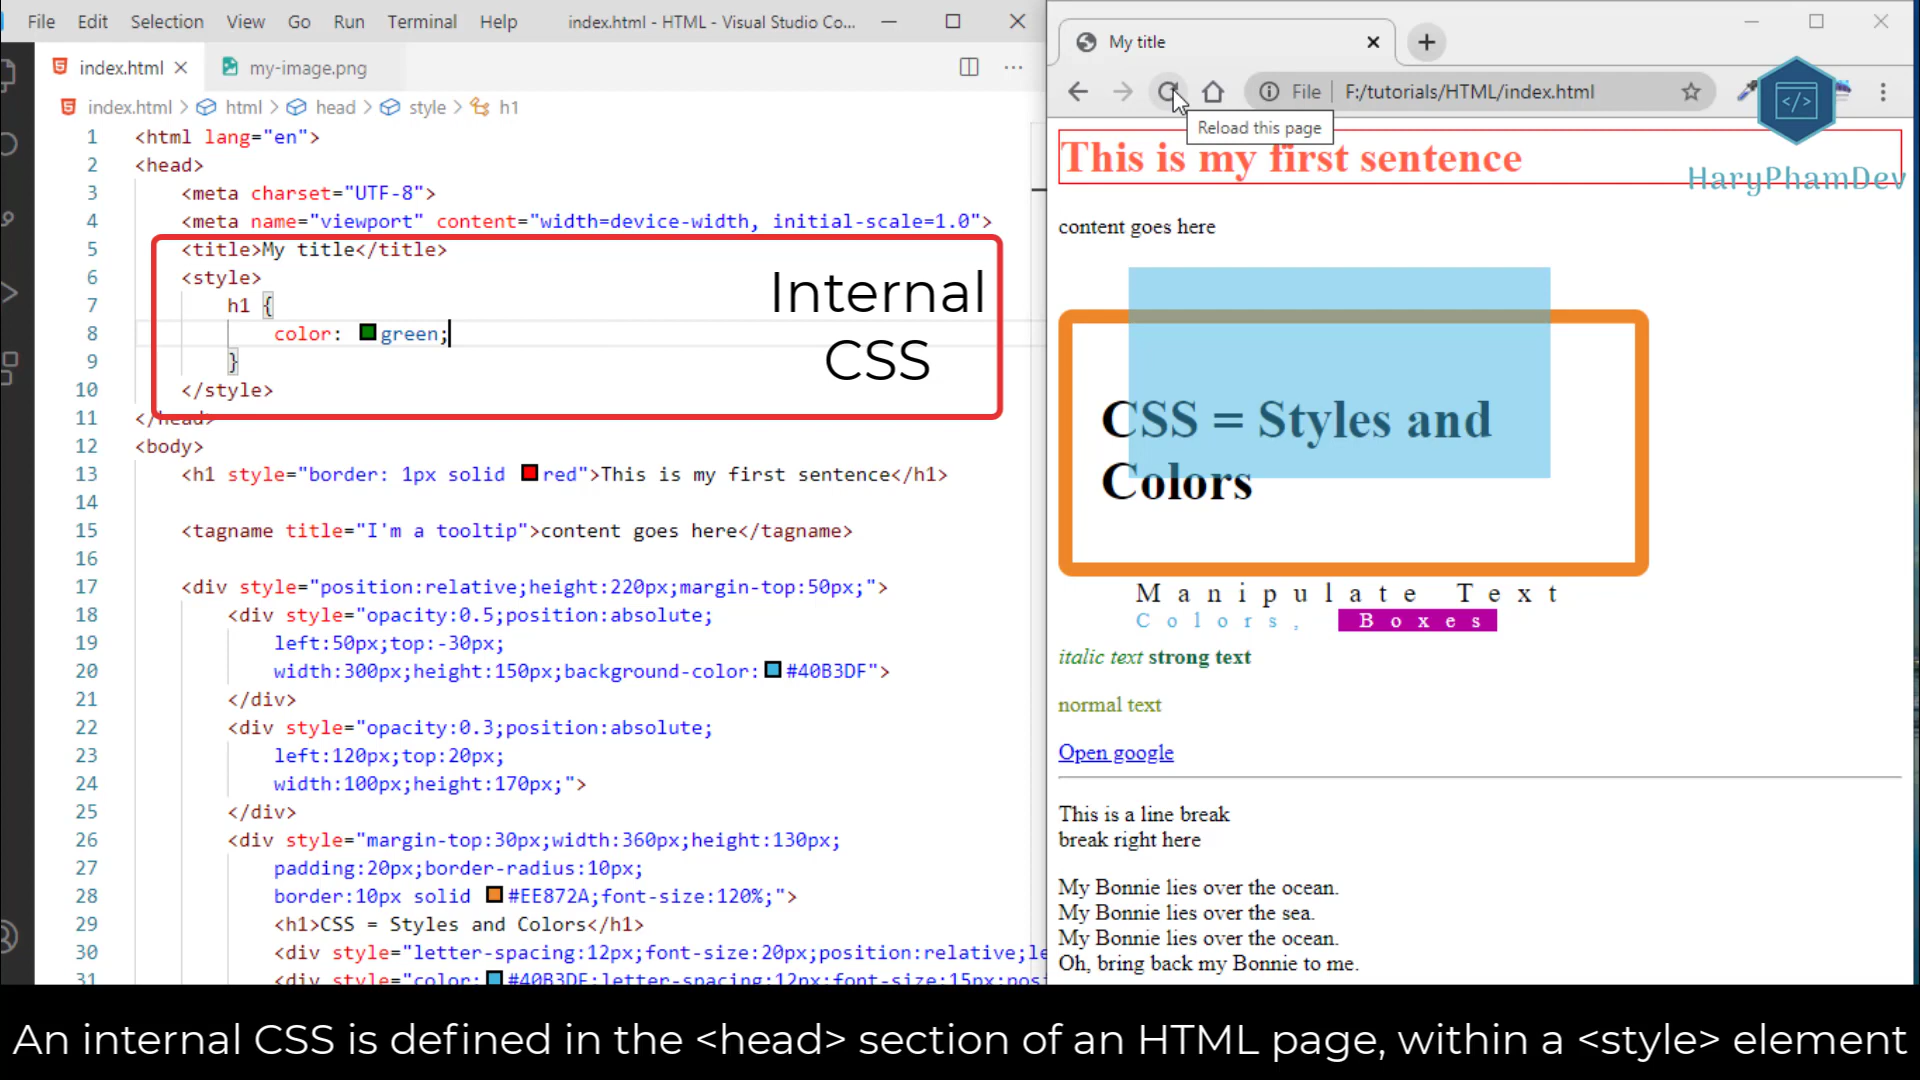 File Edit Selection View Go Run Terminal Help index.html - HTML - Visual Studio Co...
index.html my-image.png
index.html > html > head > style > h1
1 <html lang="en">
2 <head>
3 <meta charset="UTF-8">
4 <meta name="viewport" content="width=device-width, initial-scale=1.0">
5 <title>My title</title>
6 <style>
7 h1 {
8 color: green;
9 }
10 </style>
11 </head>
12 <body>
13 <h1 style="border: 1px solid red">This is my first sentence</h1>
14
15 <tagname title="I'm a tooltip">content goes here</tagname>
16
17 <div style="position:relative;height:220px;margin-top:50px;">
18 <div style="opacity:0.5;position:absolute;
19 left:50px;top:-30px;
20 width:300px;height:150px;background-color: #40B3DF">
21 </div>
22 <div style="opacity:0.3;position:absolute;
23 left:120px;top:20px;
24 width:100px;height:170px;">
25 </div>
26 <div style="margin-top:30px;width:360px;height:130px;
27 padding:20px;border-radius:10px;
28 border:10px solid #EE872A;font-size:120%;">
29 <h1>CSS = Styles and Colors</h1>
30 <div style="letter-spacing:12px;font-size:20px;position:relative;le
31 <div style="color: #40B3DF;letter-spacing:12px;font-size:15px;posi
Internal
CSS
My title
File F:/tutorials/HTML/index.html
Reload this page
</>
HaryPhamDev
This is my first sentence
content goes here
CSS = Styles and
Colors
Manipulate Text
Colors, Boxes
italic text strong text
normal text
Open google
This is a line break
break right here
My Bonnie lies over the ocean.
My Bonnie lies over the sea.
My Bonnie lies over the ocean.
Oh, bring back my Bonnie to me.
An internal CSS is defined in the <head> section of an HTML page, within a <style> element